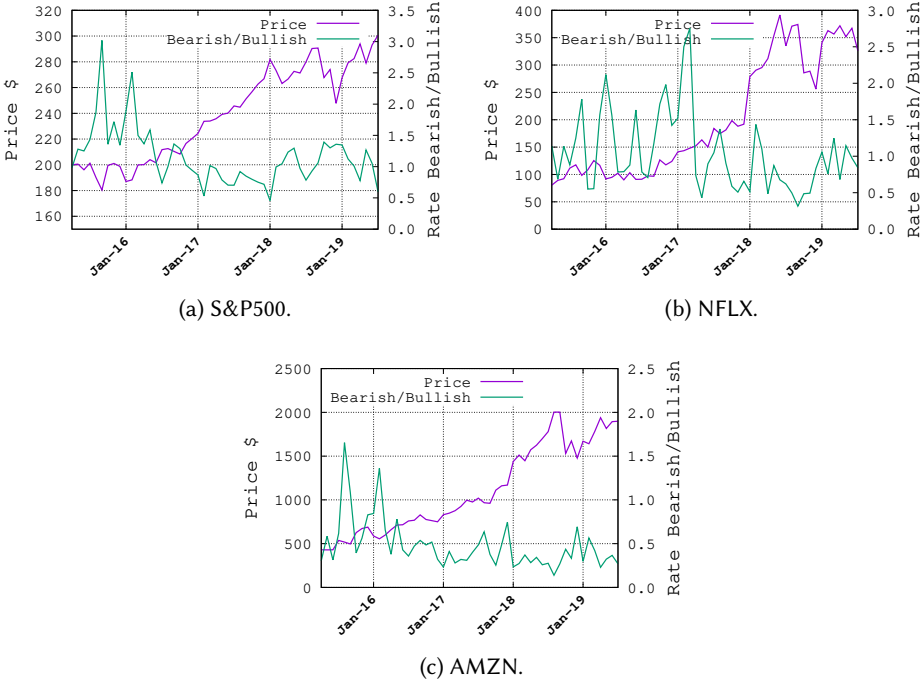 Price $
320
300
280
260
240
220
200
180
160
Price
Bearish/Bullish
3.5
3.0
2.5
2.0
1.5
1.0
0.5
0.0
Rate Bearish/Bullish
Jan-16
Jan-17
Jan-18
Jan-19
(a) S&P500.
Price $
400
350
300
250
200
150
100
50
0
Price
Bearish/Bullish
3.0
2.5
2.0
1.5
1.0
0.5
0.0
Rate Bearish/Bullish
Jan-16
Jan-17
Jan-18
Jan-19
(b) NFLX.
Price $
2500
2000
1500
1000
500
0
Price
Bearish/Bullish
2.5
2.0
1.5
1.0
0.5
0.0
Rate Bearish/Bullish
Jan-16
Jan-17
Jan-18
Jan-19
(c) AMZN.